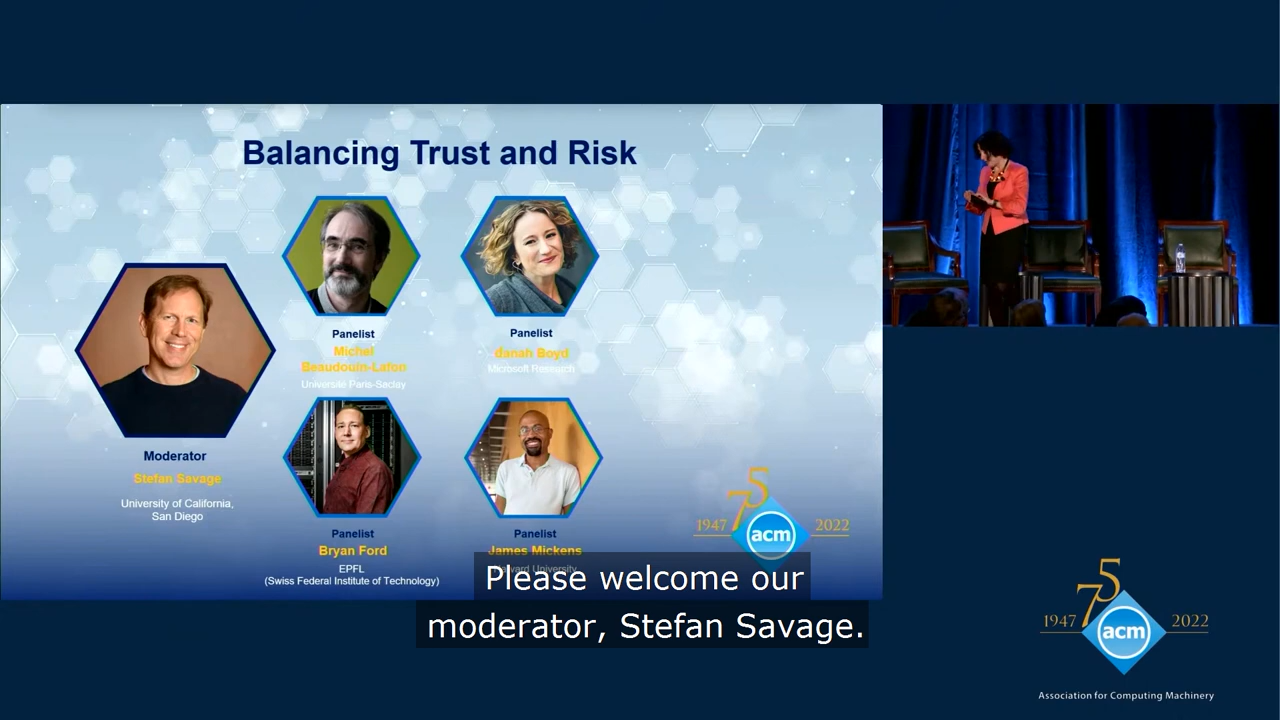 Balancing Trust and Risk
Moderator
Stefan Savage
University of California,
San Diego
Panelist
Michel
Beaudouin-Lafon
Université Paris-Saclay
Panelist
danah Boyd
Microsoft Research
Panelist
Bryan Ford
EPFL
(Swiss Federal Institute of Technology)
Panelist
James Mickens
Harvard University
1947 75 2022
acm
Please welcome our
moderator, Stefan Savage.
1947 75 2022
acm
Association for Computing Machinery